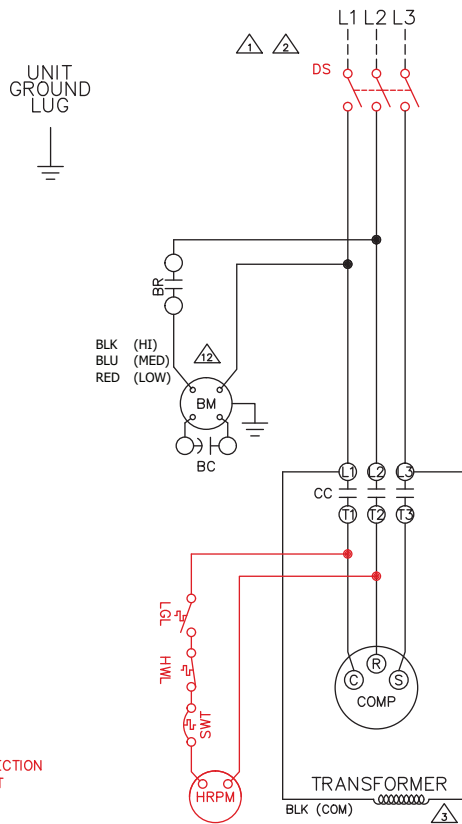 L1 L2 L3
1 2
DS
UNIT
GROUND
LUG
BR
BLK (HI)
BLU (MED)
RED (LOW)
12
BM
BC
L1 L2 L3
CC
T1 T2 T3
LGL
HWL
SWT
R
C S
COMP
HRPM
TRANSFORMER
BLK (COM)
3